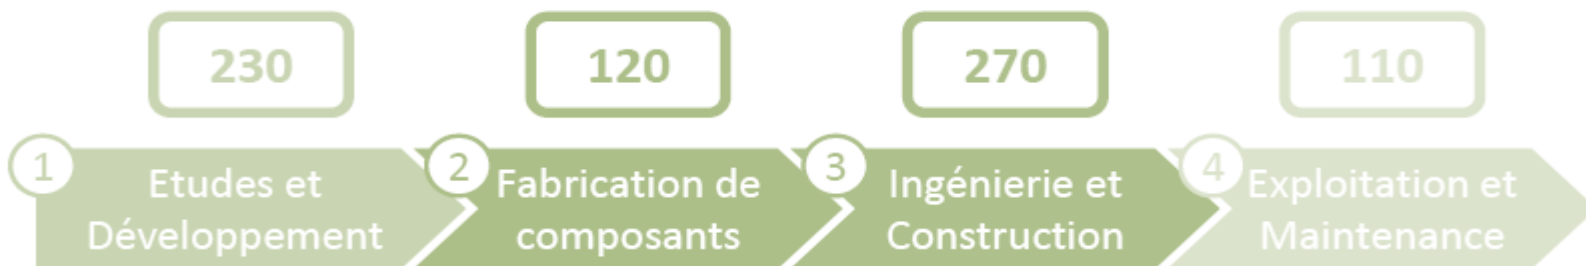 230
120
270
110
1
Etudes et
Développement
2
Fabrication de
composants
3
Ingénierie et
Construction
4
Exploitation et
Maintenance